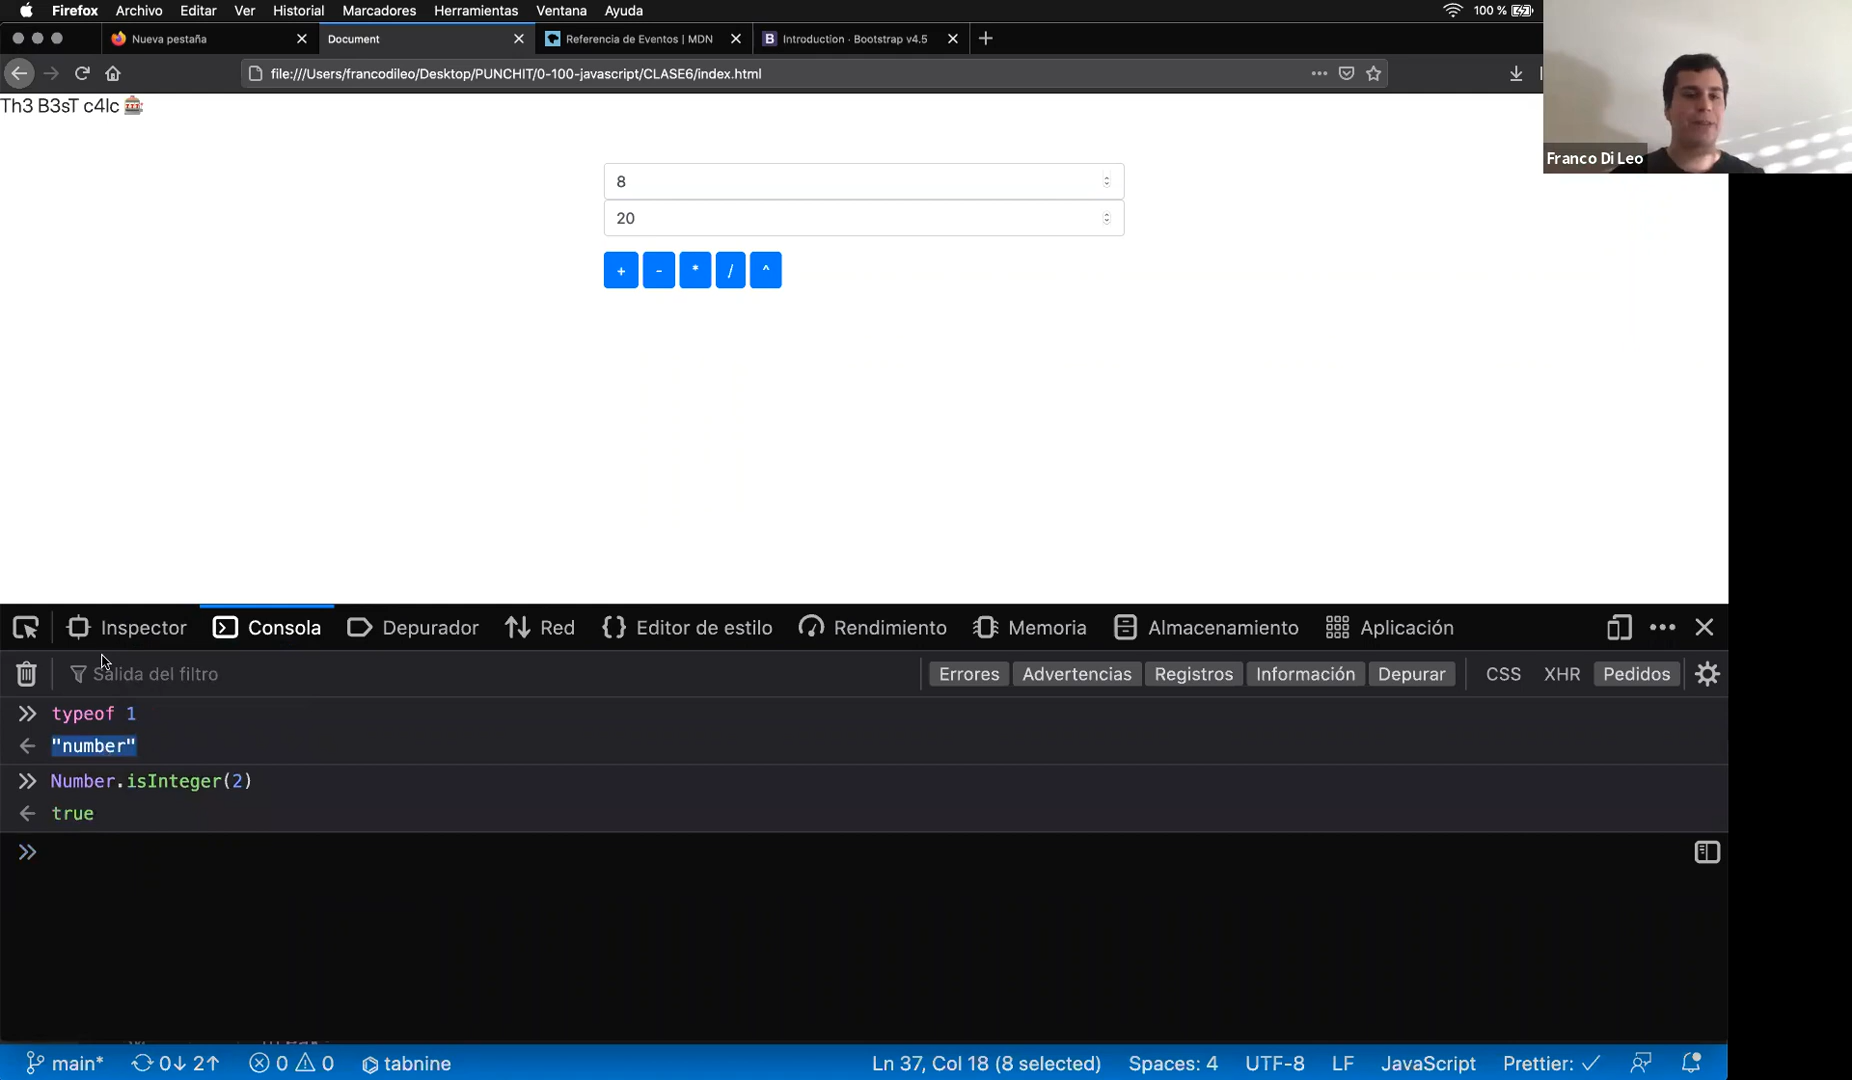 Firefox Archivo Editar Ver Historial Marcadores Herramientas Ventana Ayuda 100 %
Nueva pestaña Document Referencia de Eventos | MDN B Introduction · Bootstrap v4.5
file:///Users/francodileo/Desktop/PUNCHIT/0-100-javascript/CLASE6/index.html
Th3 B3sT c4lc 🎰
Franco Di Leo
8
20
+ - * / ^
Inspector Consola Depurador Red Editor de estilo Rendimiento Memoria Almacenamiento Aplicación
Salida del filtro Errores Advertencias Registros Información Depurar CSS XHR Pedidos
typeof 1
"number"
Number.isInteger(2)
true
main* 0↓ 2↑ 0 0 tabnine Ln 37, Col 18 (8 selected) Spaces: 4 UTF-8 LF JavaScript Prettier: ✓